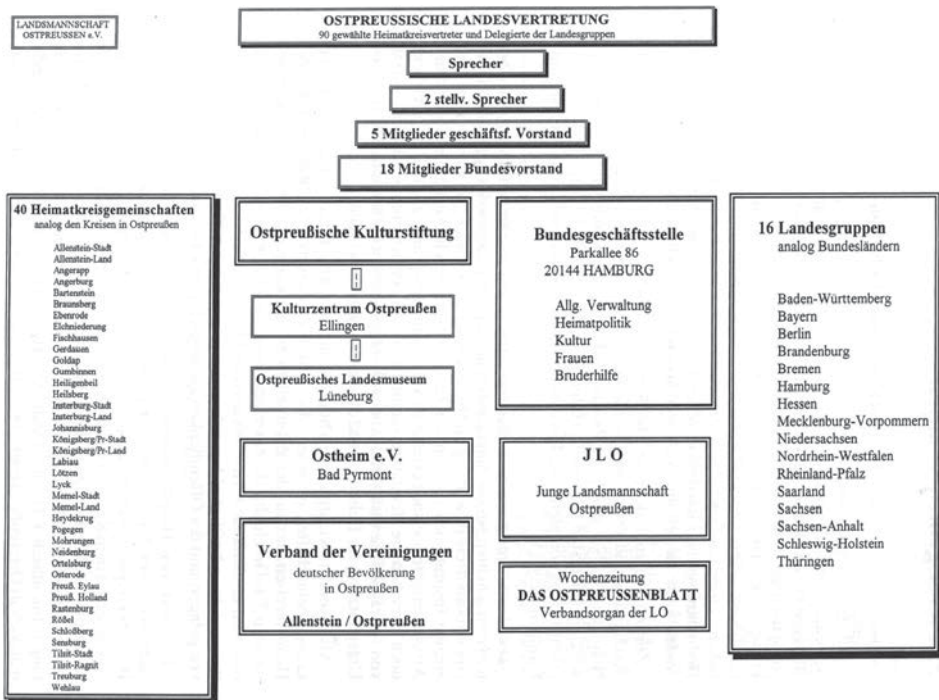 LANDSMANNSCHAFT
OSTPREUSSEN e.V.
OSTPREUSSISCHE LANDESVERTRETUNG
90 gewählte Heimatkreisvertreter und Delegierte der Landesgruppen
Sprecher
2 stellv. Sprecher
5 Mitglieder geschäftsf. Vorstand
18 Mitglieder Bundesvorstand
40 Heimatkreisgemeinschaften
analog den Kreisen in Ostpreußen
Allenstein-Stadt
Allenstein-Land
Angerapp
Angerburg
Bartenstein
Braunsberg
Ebenrode
Elchniederung
Fischhausen
Gerdauen
Goldap
Gumbinnen
Heiligenbeil
Heilsberg
Insterburg-Stadt
Insterburg-Land
Johannisburg
Königsberg/Pr-Stadt
Königsberg/Pr-Land
Labiau
Lötzen
Lyck
Memel-Stadt
Memel-Land
Heydekrug
Pogegen
Mohrungen
Neidenburg
Ortelsburg
Osterode
Preuß. Eylau
Preuß. Holland
Rastenburg
Rößel
Schloßberg
Sensburg
Tilsit-Stadt
Tilsit-Ragnit
Treuburg
Wehlau
Ostpreußische Kulturstiftung
Kulturzentrum Ostpreußen
Ellingen
Ostpreußisches Landesmuseum
Lüneburg
Ostheim e.V.
Bad Pyrmont
Verband der Vereinigungen
deutscher Bevölkerung
in Ostpreußen
Allenstein / Ostpreußen
Bundesgeschäftsstelle
Parkallee 86
20144 HAMBURG
Allg. Verwaltung
Heimatpolitik
Kultur
Frauen
Bruderhilfe
J L O
Junge Landsmannschaft
Ostpreußen
Wochenzeitung
DAS OSTPREUSSENBLATT
Verbandsorgan der LO
16 Landesgruppen
analog Bundesländern
Baden-Württemberg
Bayern
Berlin
Brandenburg
Bremen
Hamburg
Hessen
Mecklenburg-Vorpommern
Niedersachsen
Nordrhein-Westfalen
Rheinland-Pfalz
Saarland
Sachsen
Sachsen-Anhalt
Schleswig-Holstein
Thüringen